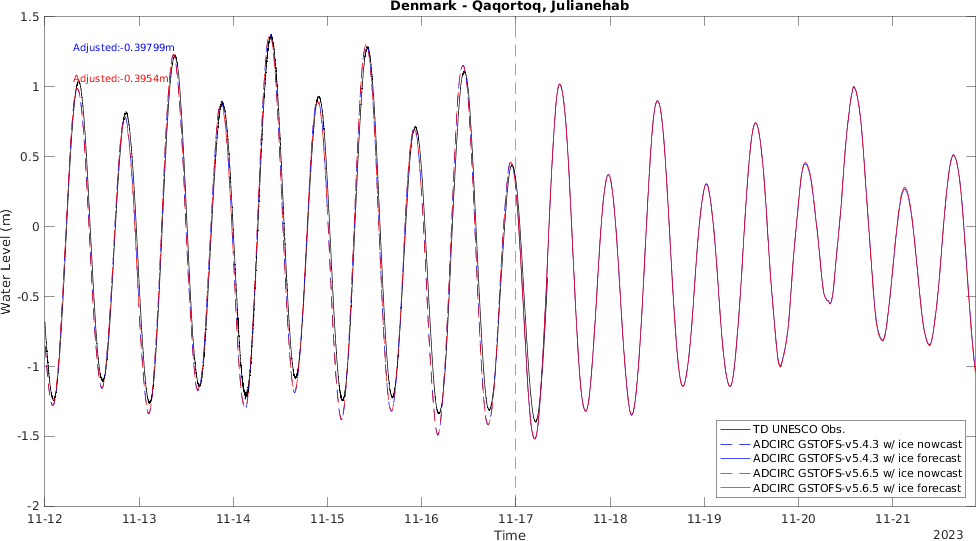 Denmark - Qaqortoq, Julianehab
Adjusted:-0.39799m
Adjusted:-0.3954m
Water Level (m)
1.5
1
0.5
0
-0.5
-1
-1.5
-2
TD UNESCO Obs.
ADCIRC GSTOFS-v5.4.3 w/ ice nowcast
ADCIRC GSTOFS-v5.4.3 w/ ice forecast
ADCIRC GSTOFS-v5.6.5 w/ ice nowcast
ADCIRC GSTOFS-v5.6.5 w/ ice forecast
11-12 11-13 11-14 11-15 11-16 11-17 11-18 11-19 11-20 11-21
Time
2023